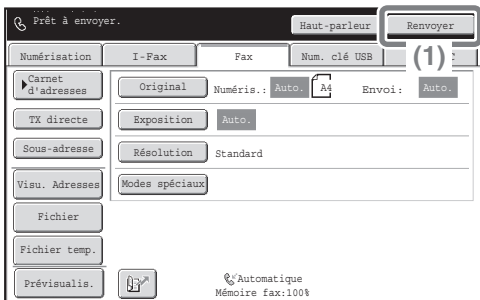 Prêt à envoyer.
Haut-parleur
Renvoyer
Numérisation
I-Fax
Fax
Num. clé USB
(1)
Carnet
d'adresses
Original
Numéris.:
Auto.
A4
Envoi:
Auto.
TX directe
Exposition
Auto.
Sous-adresse
Résolution
Standard
Visu. Adresses
Modes spéciaux
Fichier
Fichier temp.
Prévisualis.
Automatique
Mémoire fax:100%